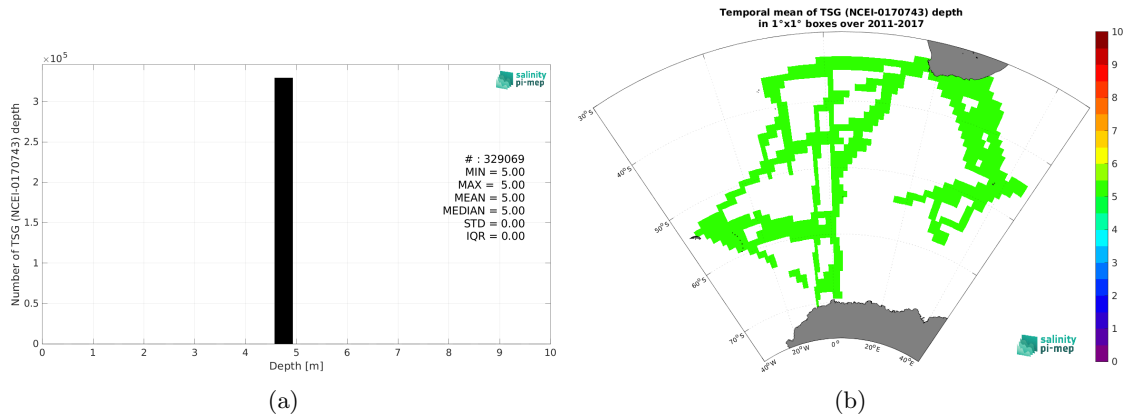 ×10⁵
3
2.5
2
1.5
1
0.5
0
Number of TSG (NCEI-0170743) depth
salinity
pi-mep
# : 329069
MIN = 5.00
MAX = 5.00
MEAN = 5.00
MEDIAN = 5.00
STD = 0.00
IQR = 0.00
0 1 2 3 4 5 6 7 8 9 10
Depth [m]
(a)
Temporal mean of TSG (NCEI-0170743) depth
in 1°x1° boxes over 2011-2017
30°S
40°S
50°S
60°S
70°S
40°W
20°W
0°
20°E
40°E
10
9
8
7
6
5
4
3
2
1
0
salinity
pi-mep
(b)